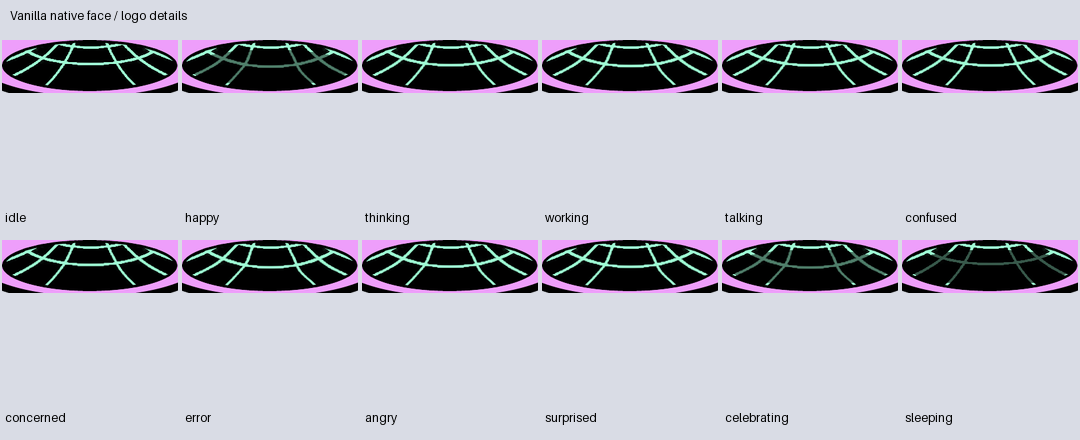 Vanilla native face / logo details
idle
happy
thinking
working
talking
confused
concerned
error
angry
surprised
celebrating
sleeping